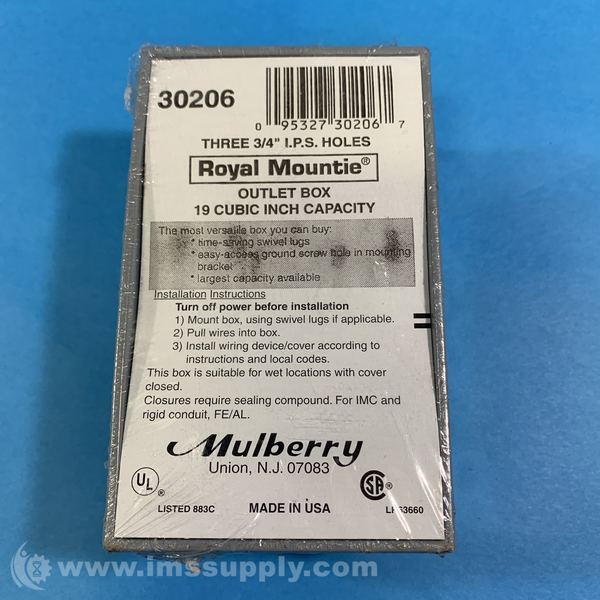 30206
0 95327 30206 7
THREE 3/4" I.P.S. HOLES
Royal Mountie®
OUTLET BOX
19 CUBIC INCH CAPACITY
The most versatile box you can buy:
* time-saving swivel lugs
* easy-access ground screw hole in mounting
bracket
* largest capacity available
Installation Instructions
Turn off power before installation
1) Mount box, using swivel lugs if applicable.
2) Pull wires into box.
3) Install wiring device/cover according to
instructions and local codes.
This box is suitable for wet locations with cover
closed.
Closures require sealing compound. For IMC and
rigid conduit, FE/AL.
Mulberry
Union, N.J. 07083
UL ®
SA ®
LISTED 883C MADE IN USA 63660
www.imssupply.com